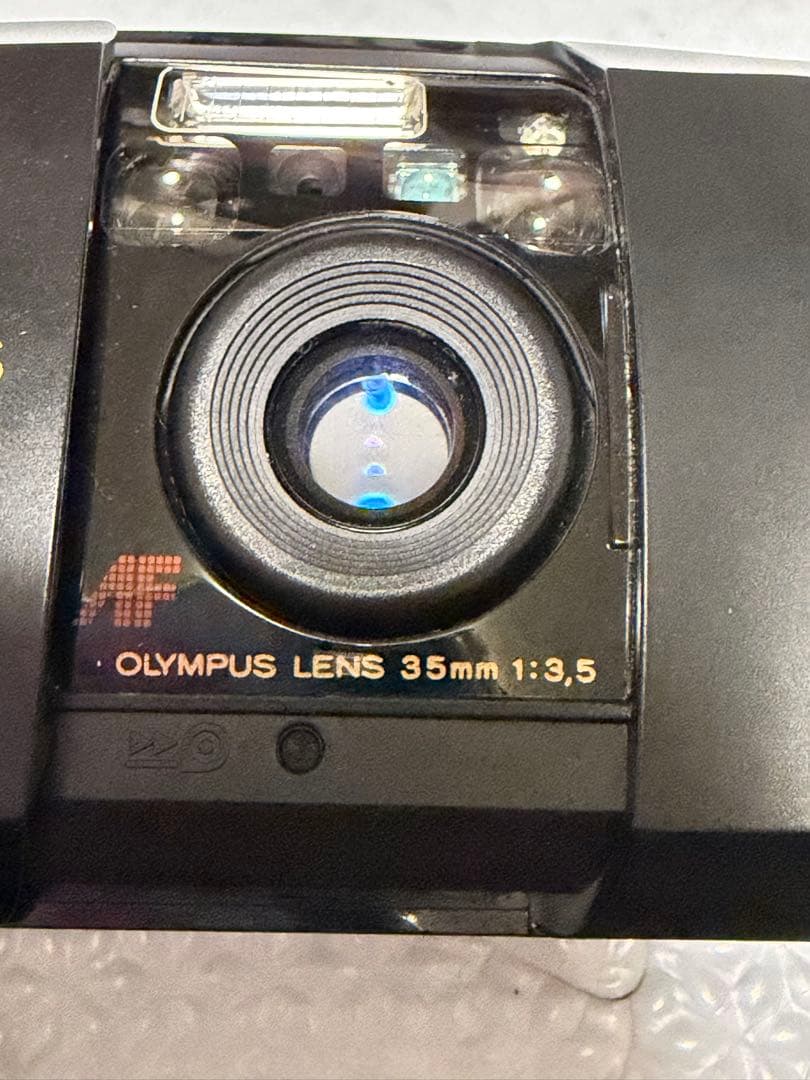 AF
OLYMPUS LENS 35mm 1:3,5